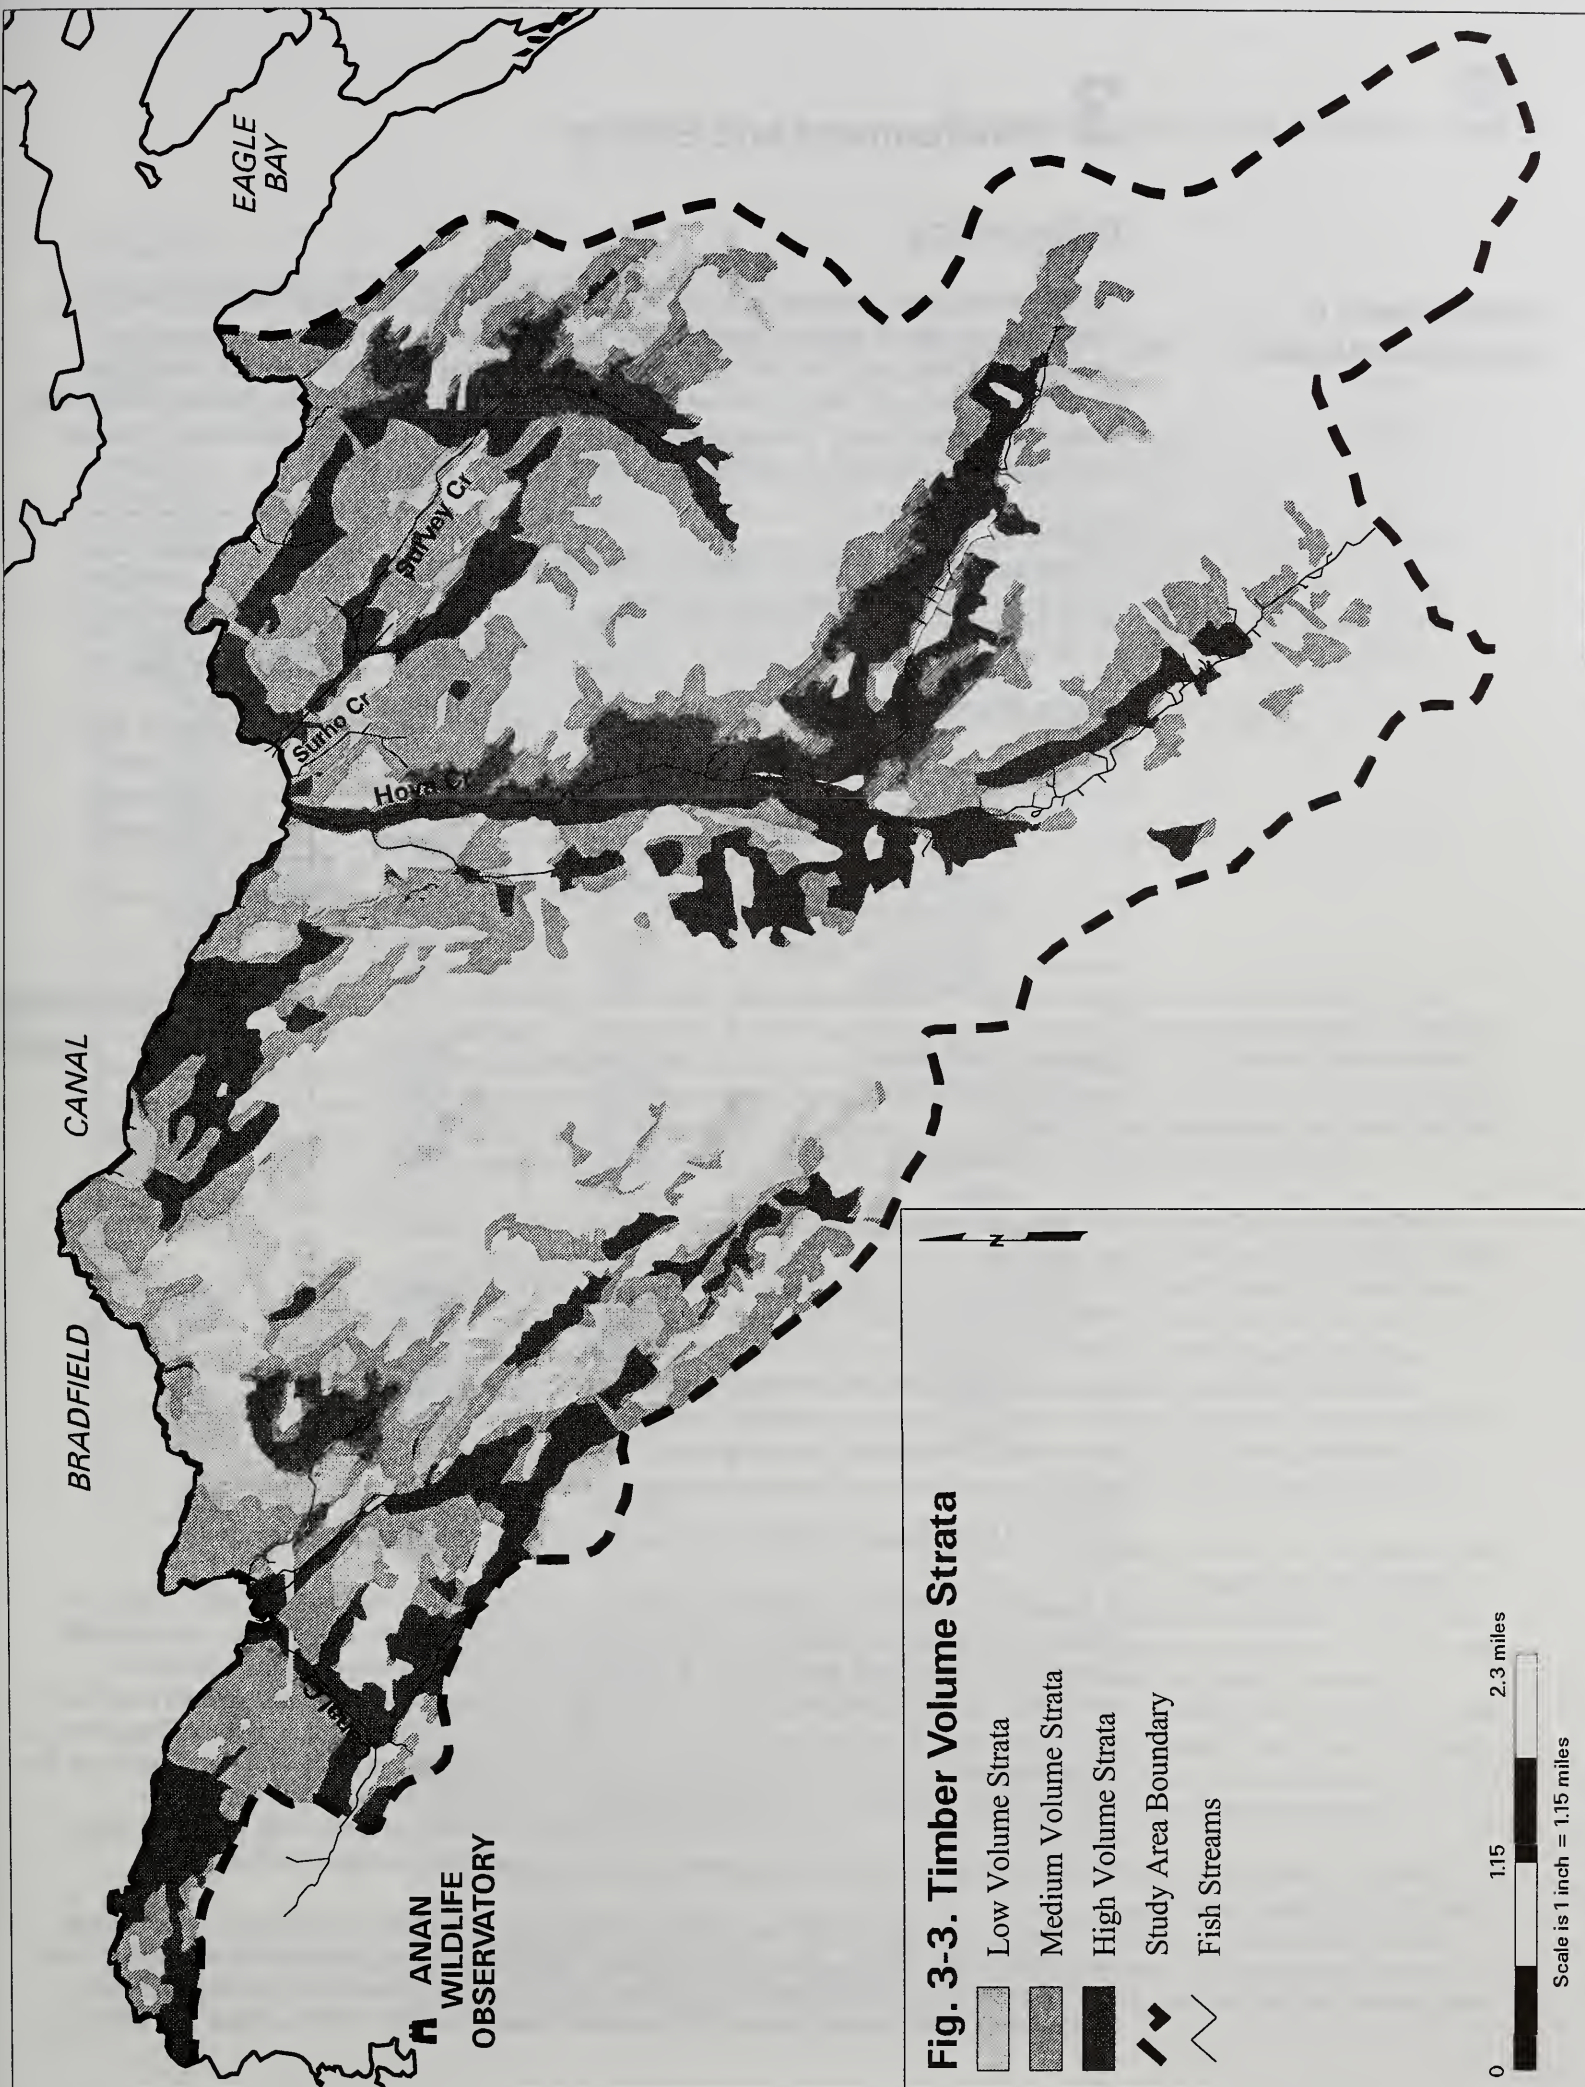 EAGLE
BAY
BRADFIELD CANAL
Survey Cr
Hoya Cr
ANAN
WILDLIFE
OBSERVATORY
N
Fig. 3-3. Timber Volume Strata
Low Volume Strata
Medium Volume Strata
High Volume Strata
Study Area Boundary
Fish Streams
0 1.15 2.3 miles
Scale is 1 inch = 1.15 miles